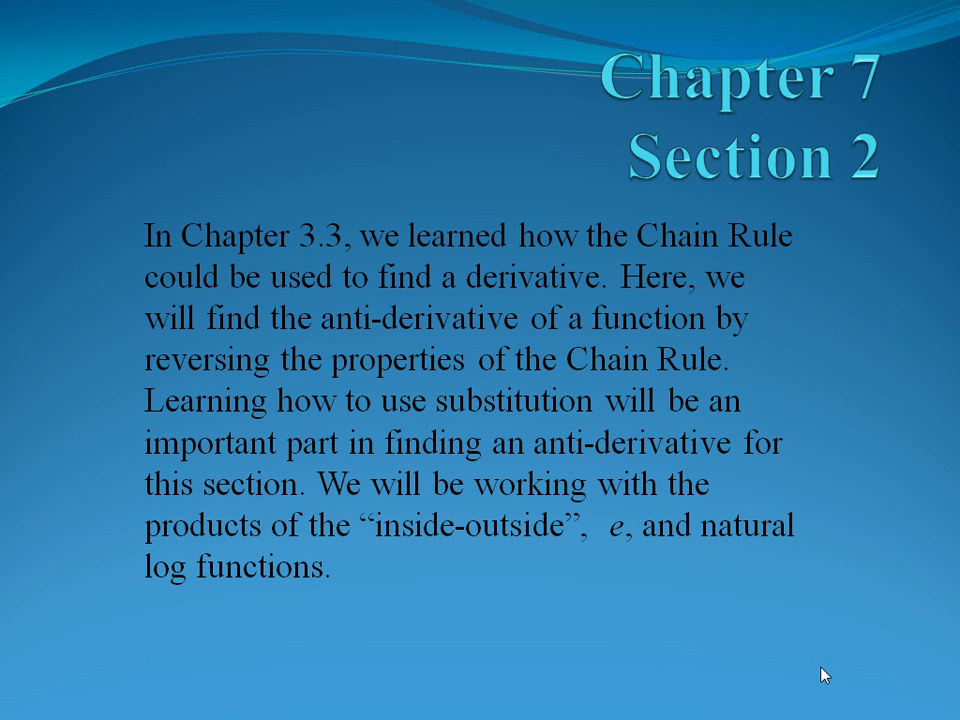 Chapter 7
Section 2
In Chapter 3.3, we learned how the Chain Rule
could be used to find a derivative. Here, we
will find the anti-derivative of a function by
reversing the properties of the Chain Rule.
Learning how to use substitution will be an
important part in finding an anti-derivative for
this section. We will be working with the
products of the “inside-outside”, e, and natural
log functions.